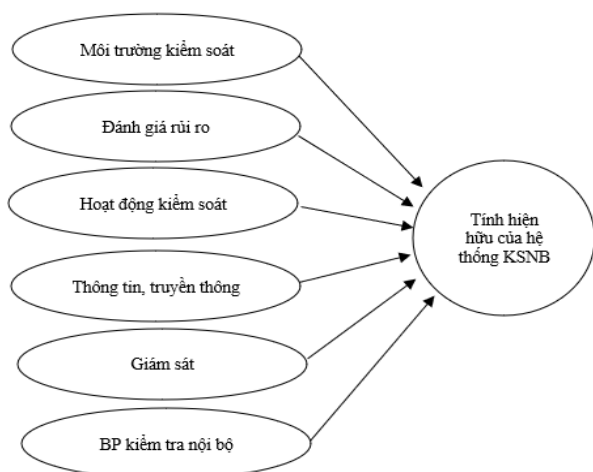 Môi trường kiểm soát
Đánh giá rủi ro
Hoạt động kiểm soát
Thông tin, truyền thông
Giám sát
BP kiểm tra nội bộ
Tính hiện
hữu của hệ
thống KSNB